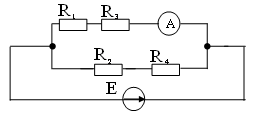 R₁ R₃ A
R₂ R₄
E